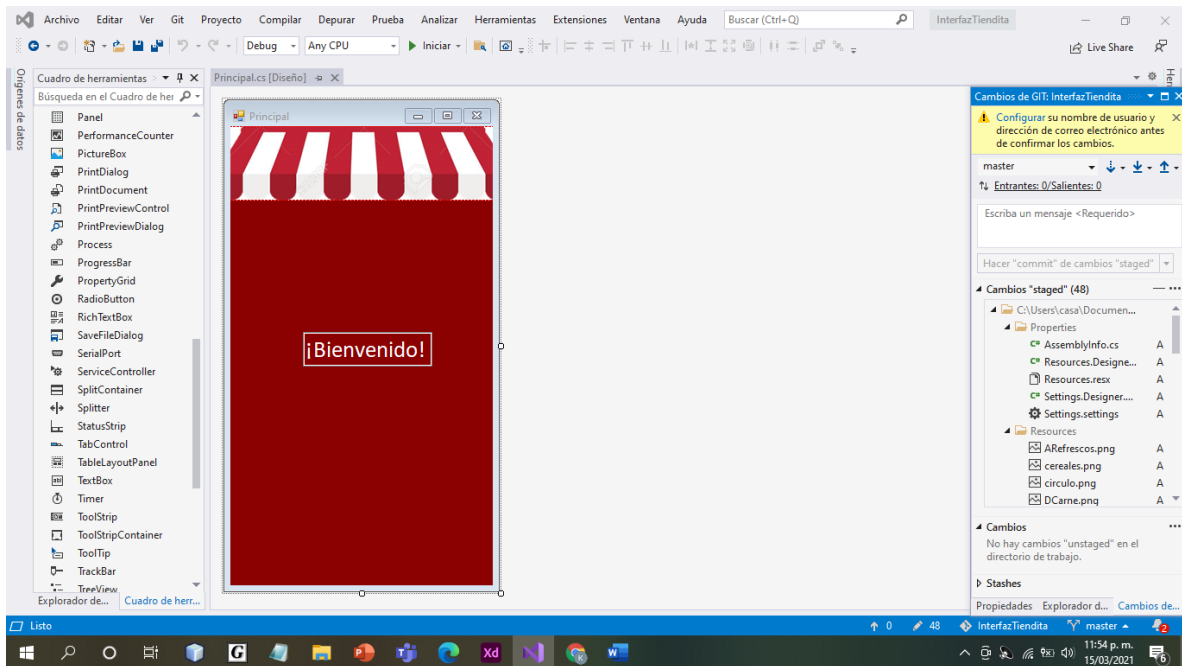 Archivo Editar Ver Git Proyecto Compilar Depurar Prueba Analizar Herramientas Extensiones Ventana Ayuda Buscar (Ctrl+Q) InterfazTiendita
Debug Any CPU Iniciar Live Share
Orígenes de datos
Cuadro de herramientas
Búsqueda en el Cuadro de her
Panel
PerformanceCounter
PictureBox
PrintDialog
PrintDocument
PrintPreviewControl
PrintPreviewDialog
Process
ProgressBar
PropertyGrid
RadioButton
RichTextBox
SaveFileDialog
SerialPort
ServiceController
SplitContainer
Splitter
StatusStrip
TabControl
TableLayoutPanel
TextBox
Timer
ToolStrip
ToolStripContainer
ToolTip
TrackBar
TreeView
Explorador de... Cuadro de herr...
Principal.cs [Diseño]
Principal
¡Bienvenido!
Her
Cambios de GIT: InterfazTiendita
Configurar su nombre de usuario y
dirección de correo electrónico antes
de confirmar los cambios.
master
Entrantes: 0/Salientes: 0
Escriba un mensaje <Requerido>
Hacer "commit" de cambios "staged"
Cambios "staged" (48)
C:\Users\casa\Documen...
Properties
AssemblyInfo.cs A
Resources.Designe... A
Resources.resx A
Settings.Designer.... A
Settings.settings A
Resources
ARefrescos.png A
cereales.png A
circulo.png A
DCarne.png A
Cambios
No hay cambios "unstaged" en el
directorio de trabajo.
Stashes
Propiedades Explorador d... Cambios de...
Listo 0 48 InterfazTiendita master 2
11:54 p. m.
15/03/2021
6